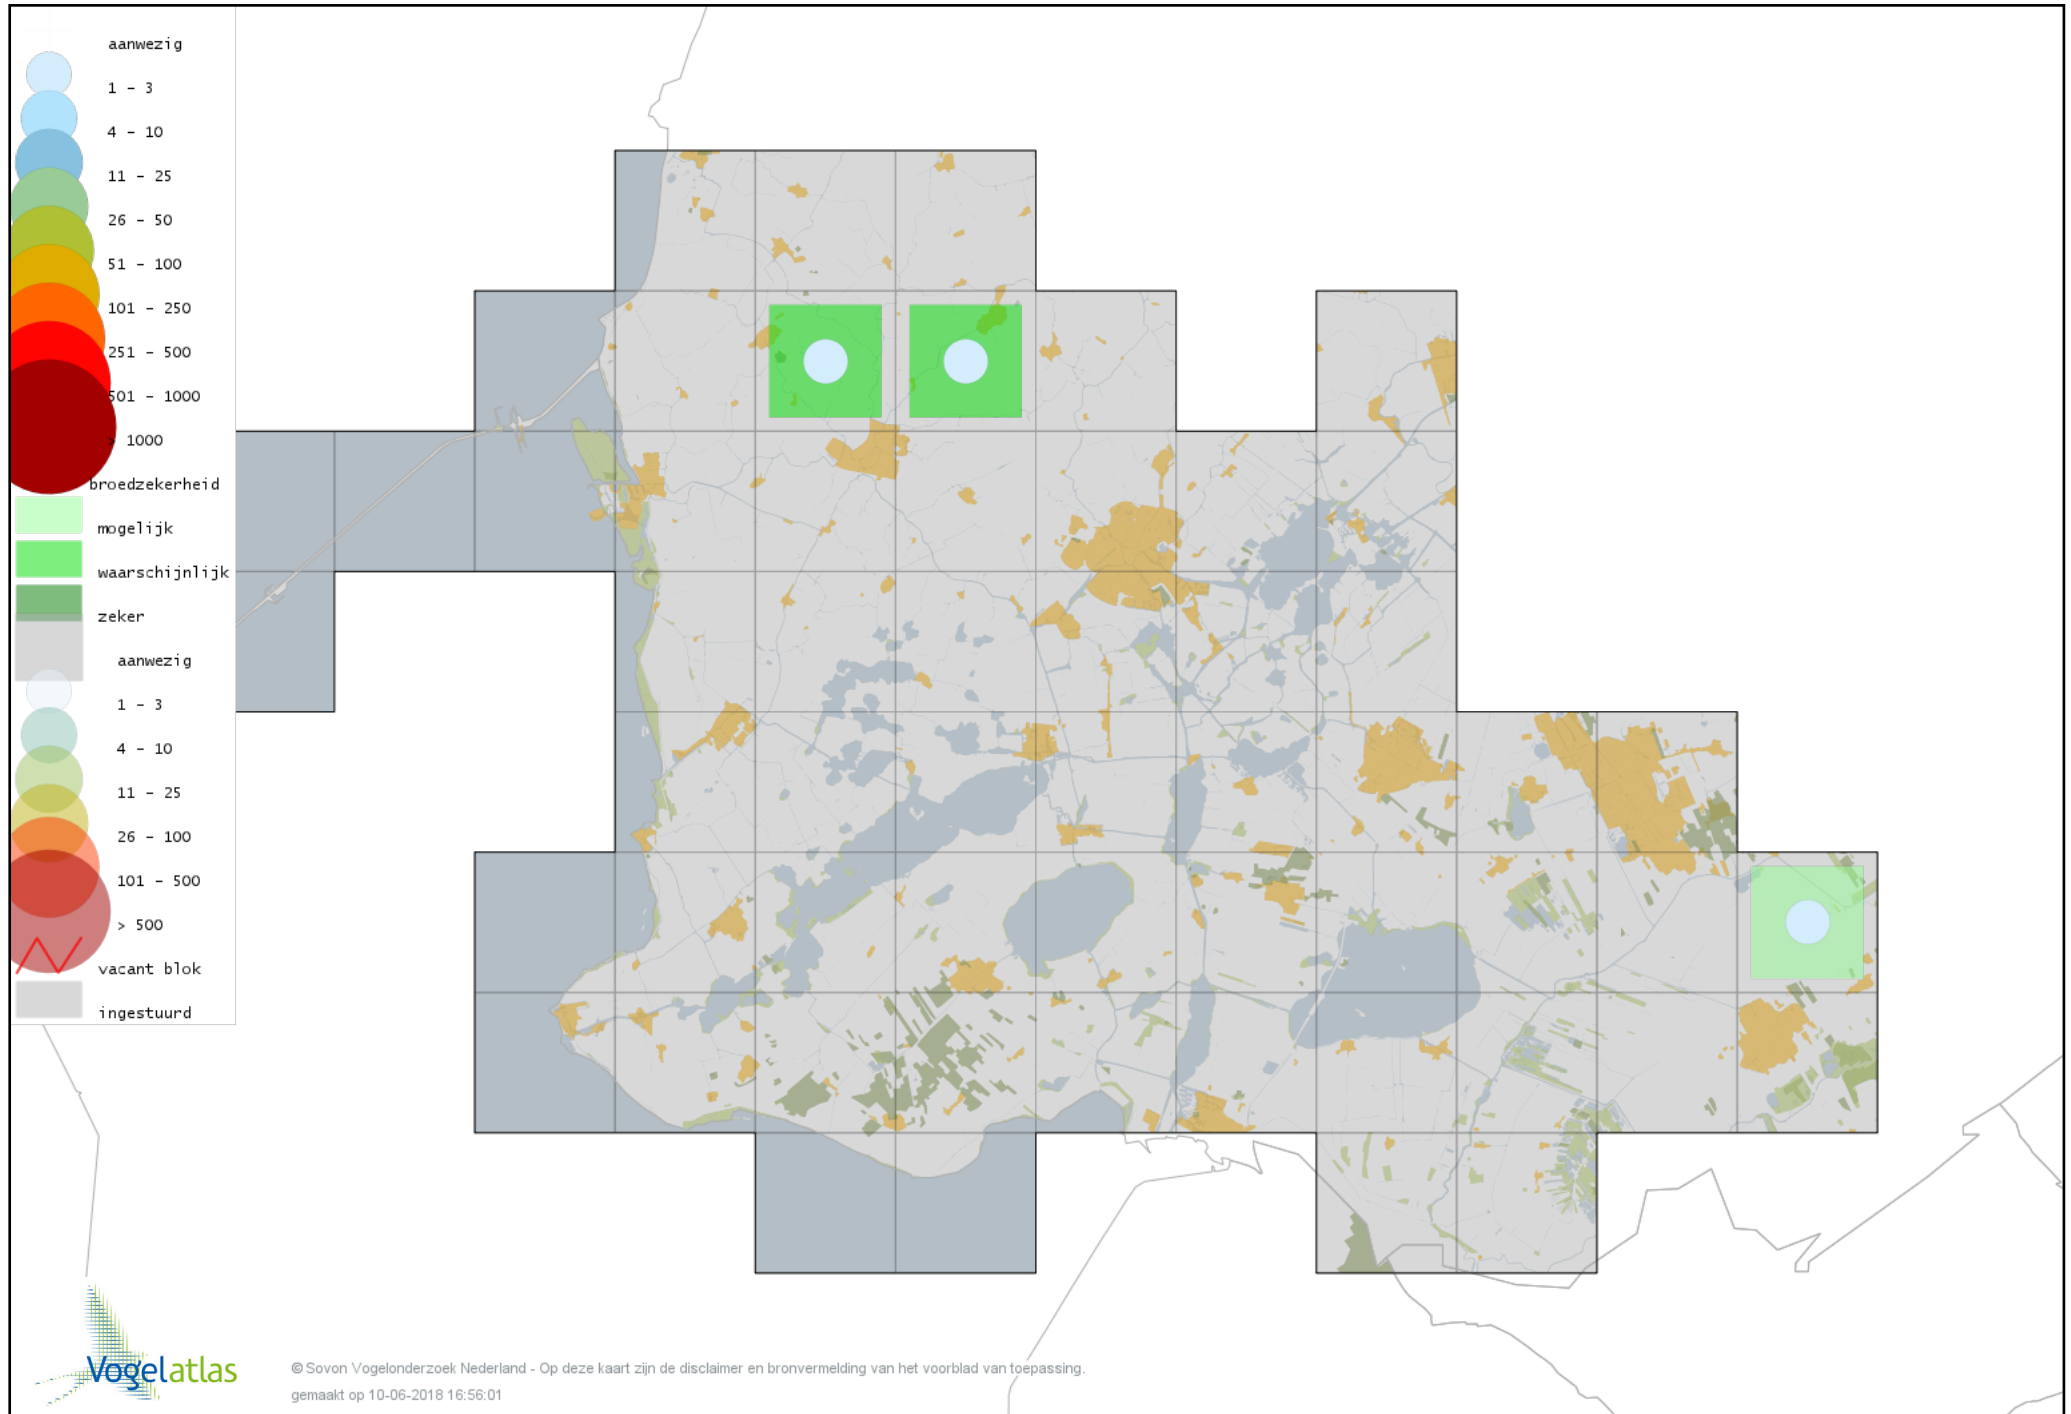 aanwezig
1 - 3
4 - 10
11 - 25
26 - 50
51 - 100
101 - 250
251 - 500
501 - 1000
> 1000
broedzekerheid
mogelijk
waarschijnlijk
zeker
aanwezig
1 - 3
4 - 10
11 - 25
26 - 100
101 - 500
> 500
vacant blok
ingestuurd
Vogelatlas
© Sovon Vogelonderzoek Nederland - Op deze kaart zijn de disclaimer en bronvermelding van het voorblad van toepassing.
gemaakt op 10-06-2018 16:56:01